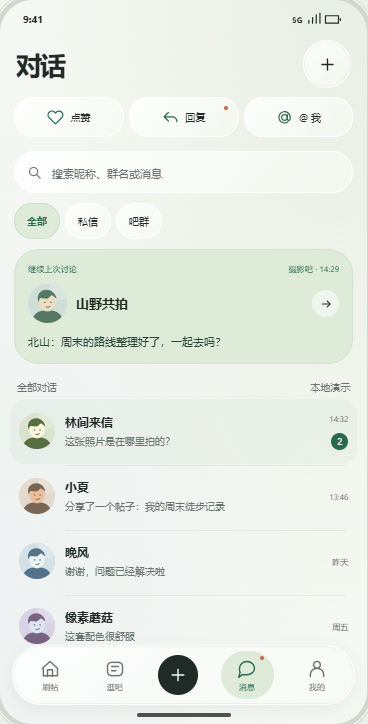 9:41
5G
对话
点赞
回复
@ 我
搜索昵称、群名或消息
全部
私信
吧群
继续上次讨论
摄影吧 · 14:29
山野共拍
北山：周末的路线整理好了，一起去吗？
全部对话
本地演示
林间来信
14:32
这张照片是在哪里拍的？
2
小夏
分享了一个帖子：我的周末徒步记录
13:46
晚风
谢谢，问题已经解决啦
昨天
像素蘑菇
这套配色很舒服
周五
刷帖
逛吧
消息
我的